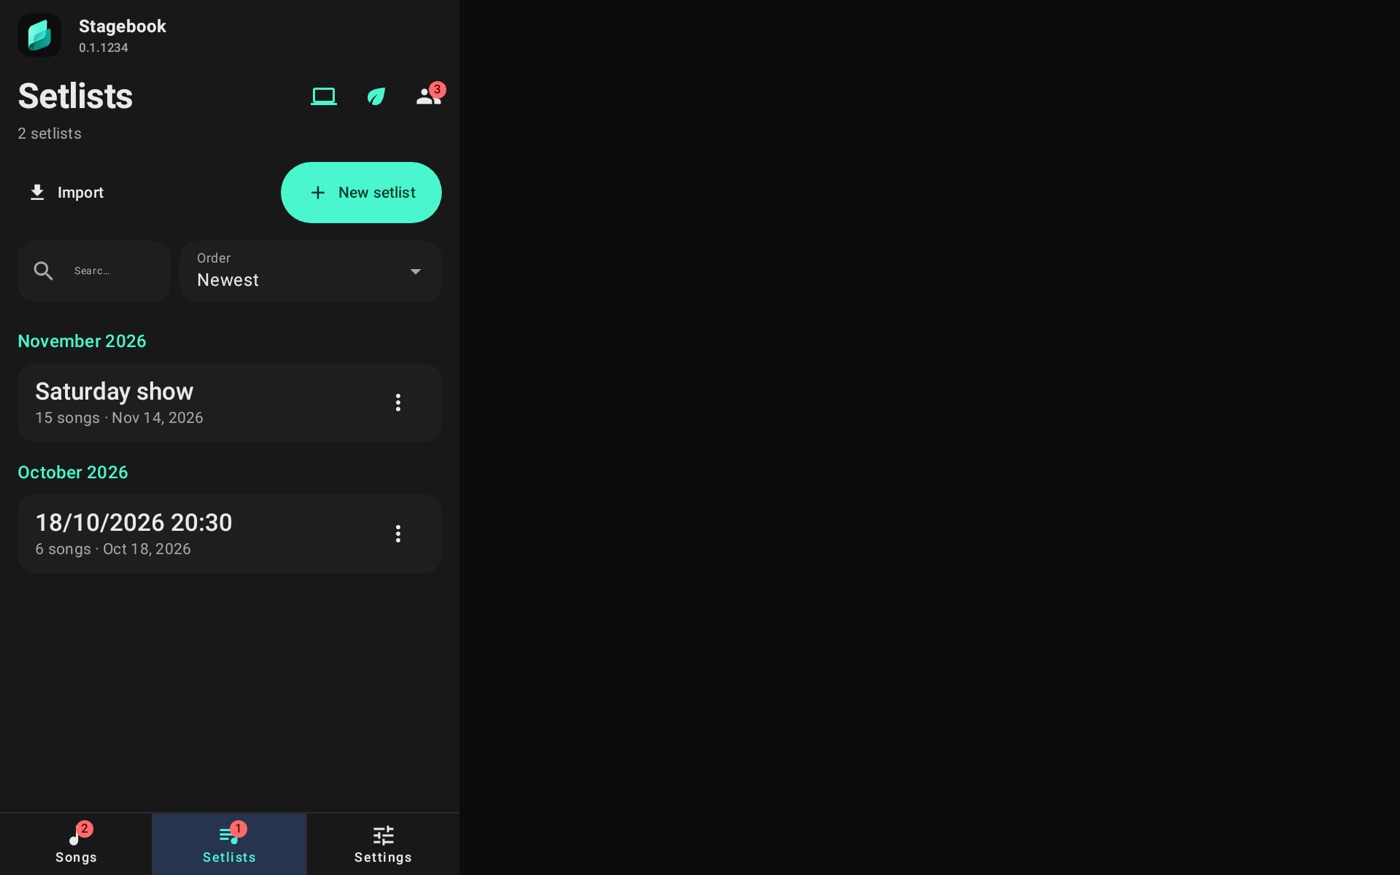 Stagebook
0.1.1234
Setlists
3
2 setlists
Import
New setlist
Searc…
Order
Newest
November 2026
Saturday show
15 songs · Nov 14, 2026
October 2026
18/10/2026 20:30
6 songs · Oct 18, 2026
2
Songs
1
Setlists
Settings